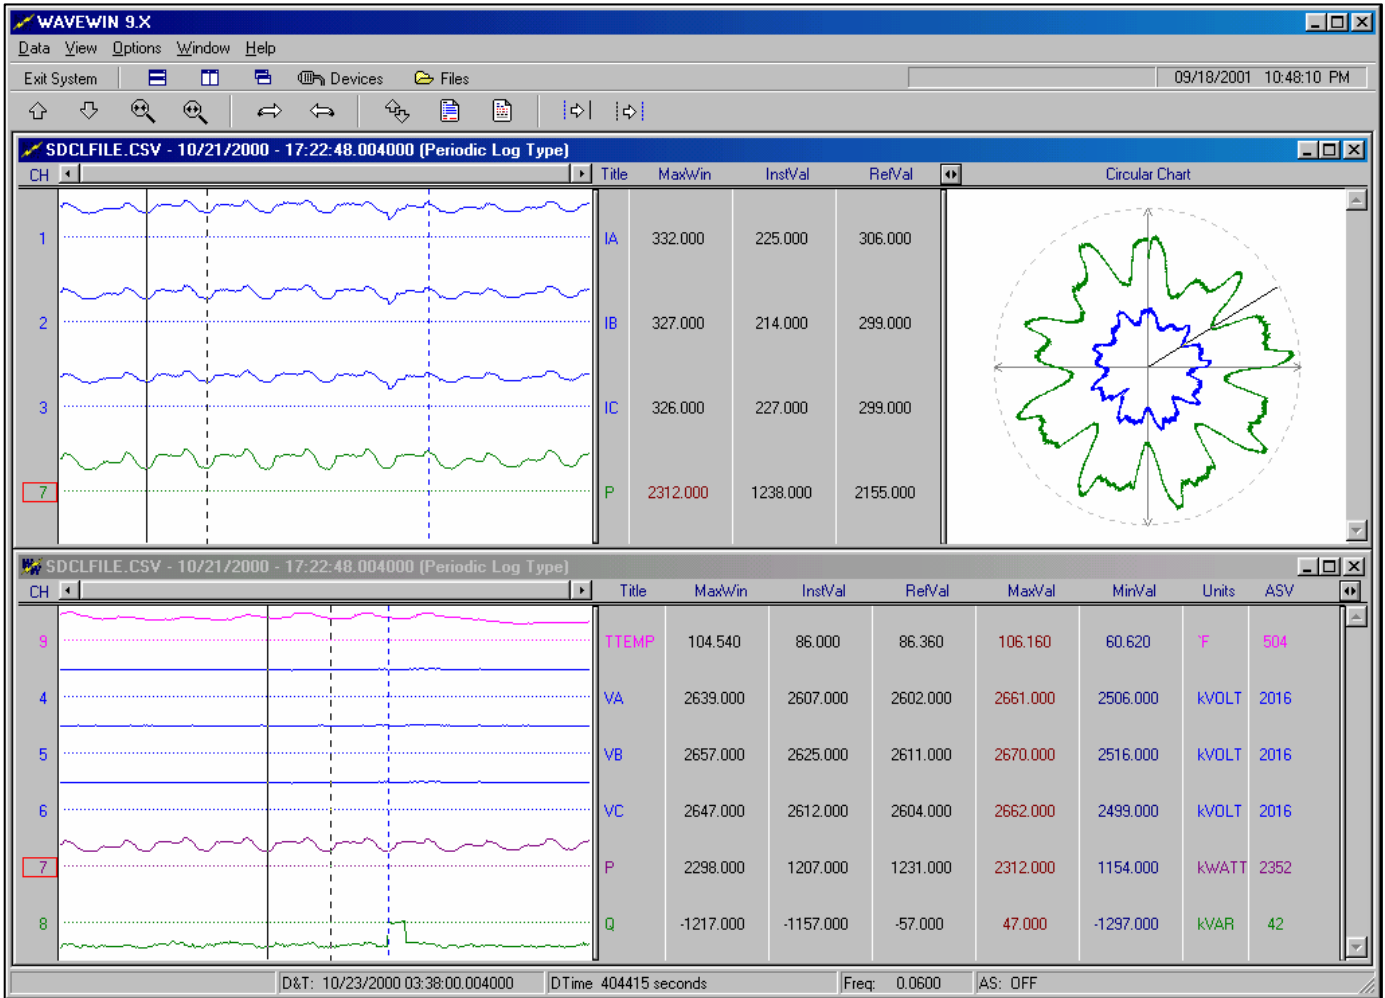 WAVEWIN 9.X
Data View Options Window Help
Exit System Devices Files 09/18/2001 10:48:10 PM
SDCLFILE.CSV - 10/21/2000 - 17:22:48.004000 (Periodic Log Type)
CH Title MaxWin InstVal RefVal Circular Chart
1 IA 332.000 225.000 306.000
2 IB 327.000 214.000 299.000
3 IC 326.000 227.000 299.000
7 P 2312.000 1238.000 2155.000
SDCLFILE.CSV - 10/21/2000 - 17:22:48.004000 (Periodic Log Type)
CH Title MaxWin InstVal RefVal MaxVal MinVal Units ASV
9 TTEMP 104.540 86.000 86.360 106.160 60.620 °F 504
4 VA 2639.000 2607.000 2602.000 2661.000 2506.000 kVOLT 2016
5 VB 2657.000 2625.000 2611.000 2670.000 2516.000 kVOLT 2016
6 VC 2647.000 2612.000 2604.000 2662.000 2499.000 kVOLT 2016
7 P 2298.000 1207.000 1231.000 2312.000 1154.000 kWATT 2352
8 Q -1217.000 -1157.000 -57.000 47.000 -1297.000 kVAR 42
D&T: 10/23/2000 03:38:00.004000 DTime 404415 seconds Freq: 0.0600 AS: OFF